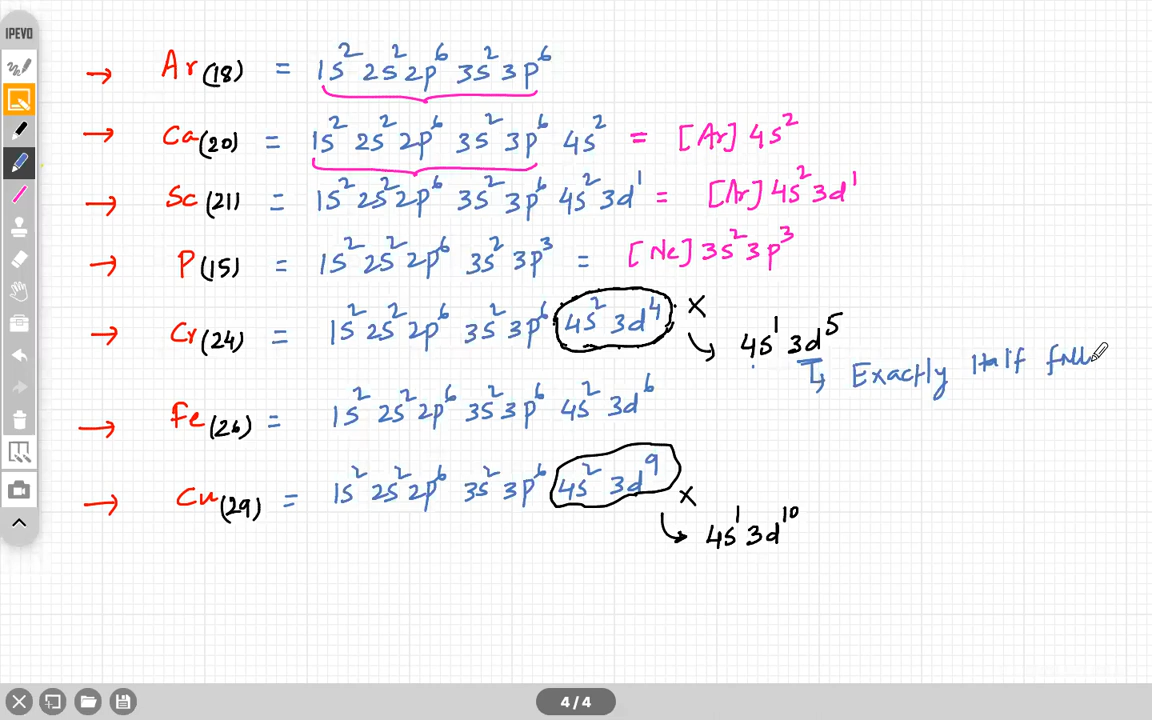 IPEVO
→ Ar(18) = 1s² 2s² 2p⁶ 3s² 3p⁶
→ Ca(20) = 1s² 2s² 2p⁶ 3s² 3p⁶ 4s² = [Ar] 4s²
→ Sc(21) = 1s² 2s² 2p⁶ 3s² 3p⁶ 4s² 3d¹ = [Ar] 4s² 3d¹
→ P(15) = 1s² 2s² 2p⁶ 3s² 3p³ = [Ne] 3s² 3p³
→ Cr(24) = 1s² 2s² 2p⁶ 3s² 3p⁶ 4s² 3d⁴ ×
↳ 4s¹ 3d⁵
↳ Exactly Half
→ Fe(26) = 1s² 2s² 2p⁶ 3s² 3p⁶ 4s² 3d⁶
→ Cu(29) = 1s² 2s² 2p⁶ 3s² 3p⁶ 4s² 3d⁹ ×
↳ 4s¹ 3d¹⁰
4/4